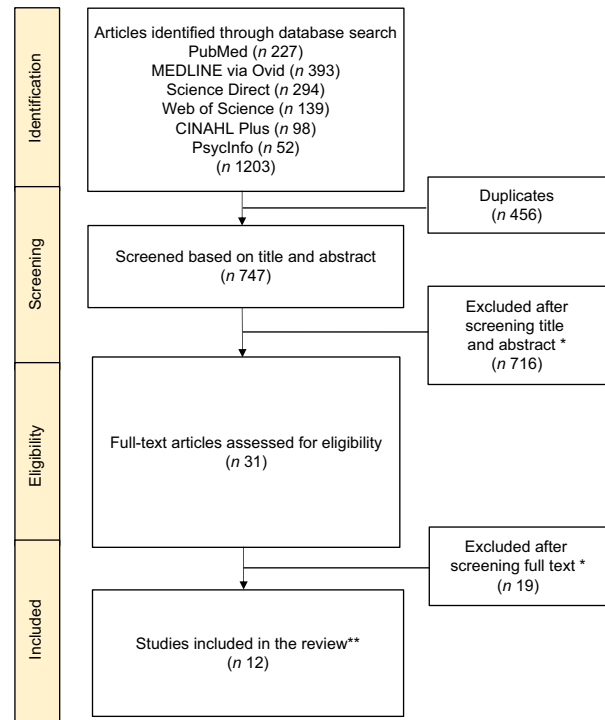 Identification
Articles identified through database search
PubMed (n 227)
MEDLINE via Ovid (n 393)
Science Direct (n 294)
Web of Science (n 139)
CINAHL Plus (n 98)
PsycInfo (n 52)
(n 1203)
Duplicates
(n 456)
Screening
Screened based on title and abstract
(n 747)
Excluded after
screening title
and abstract *
(n 716)
Eligibility
Full-text articles assessed for eligibility
(n 31)
Excluded after
screening full text *
(n 19)
Included
Studies included in the review**
(n 12)